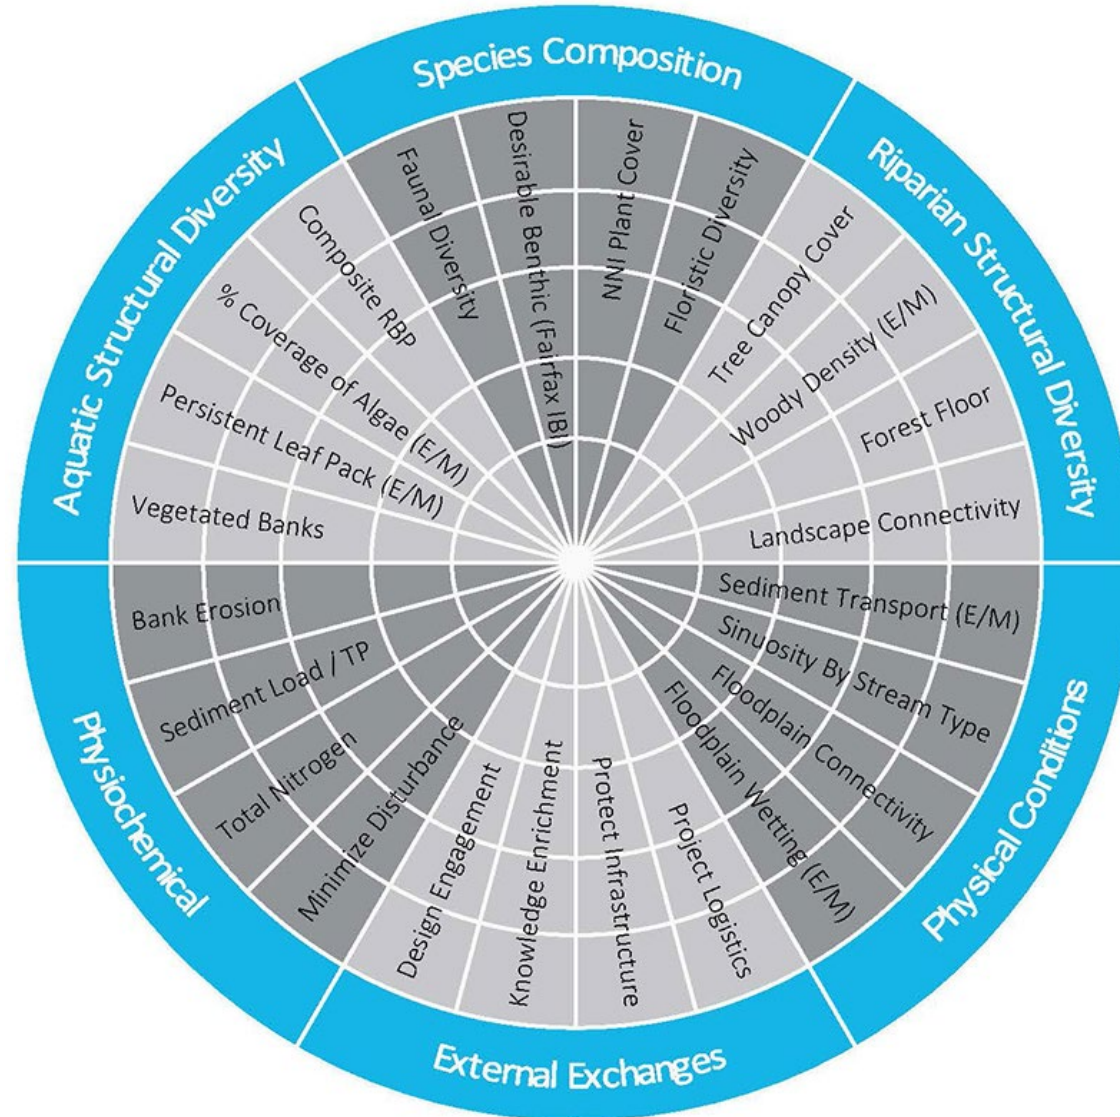 Species Composition
Faunal Diversity
Desirable Benthic (Fairfax IBI)
NNI Plant Cover
Floristic Diversity
Riparian Structural Diversity
Tree Canopy Cover
Woody Density (E/M)
Forest Floor
Landscape Connectivity
Physical Conditions
Sediment Transport (E/M)
Sinuosity By Stream Type
Floodplain Connectivity
Floodplain Wetting (E/M)
External Exchanges
Project Logistics
Protect Infrastructure
Knowledge Enrichment
Design Engagement
Physiochemical
Minimize Disturbance
Total Nitrogen
Sediment Load / TP
Bank Erosion
Aquatic Structural Diversity
Vegetated Banks
Persistent Leaf Pack (E/M)
% Coverage of Algae (E/M)
Composite RBP